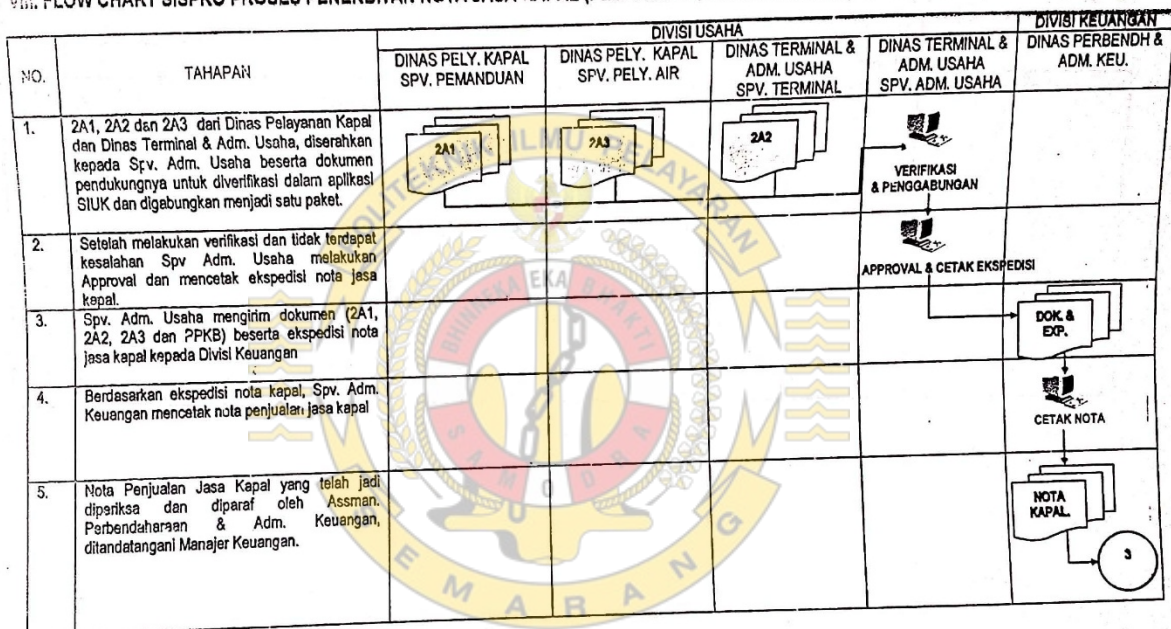 VIII. FLOW CHART SISPRO PROSES PENERBITAN NOTA JASA KAPAL
DIVISI USAHA
DIVISI KEUANGAN
NO.
TAHAPAN
DINAS PELY. KAPAL
SPV. PEMANDUAN
DINAS PELY. KAPAL
SPV. PELY. AIR
DINAS TERMINAL &
ADM. USAHA
SPV. TERMINAL
DINAS TERMINAL &
ADM. USAHA
SPV. ADM. USAHA
DINAS PERBENDH &
ADM. KEU.
1.
2A1, 2A2 dan 2A3 dari Dinas Pelayanan Kapal
dan Dinas Terminal & Adm. Usaha, diserahkan
kepada Spv. Adm. Usaha beserta dokumen
pendukungnya untuk diverifikasi dalam aplikasi
SIUK dan digabungkan menjadi satu paket.
2A1
2A3
2A2
VERIFIKASI
& PENGGABUNGAN
2.
Setelah melakukan verifikasi dan tidak terdapat
kesalahan Spv Adm. Usaha melakukan
Approval dan mencetak ekspedisi nota jasa
kapal.
APPROVAL & CETAK EKSPEDISI
3.
Spv. Adm. Usaha mengirim dokumen (2A1,
2A2, 2A3 dan PPKB) beserta ekspedisi nota
jasa kapal kepada Divisi Keuangan
DOK. &
EXP.
4.
Berdasarkan ekspedisi nota kapal, Spv. Adm.
Keuangan mencetak nota penjualan jasa kapal
CETAK NOTA
5.
Nota Penjualan Jasa Kapal yang telah jadi
diperiksa dan diparaf oleh Assman.
Perbendaharaan & Adm. Keuangan,
ditandatangani Manajer Keuangan.
NOTA
KAPAL.
3
POLITEKNIK ILMU PELAYARAN
BHINNEKA EKA BHAKTI
SAMODRA
SEMARANG